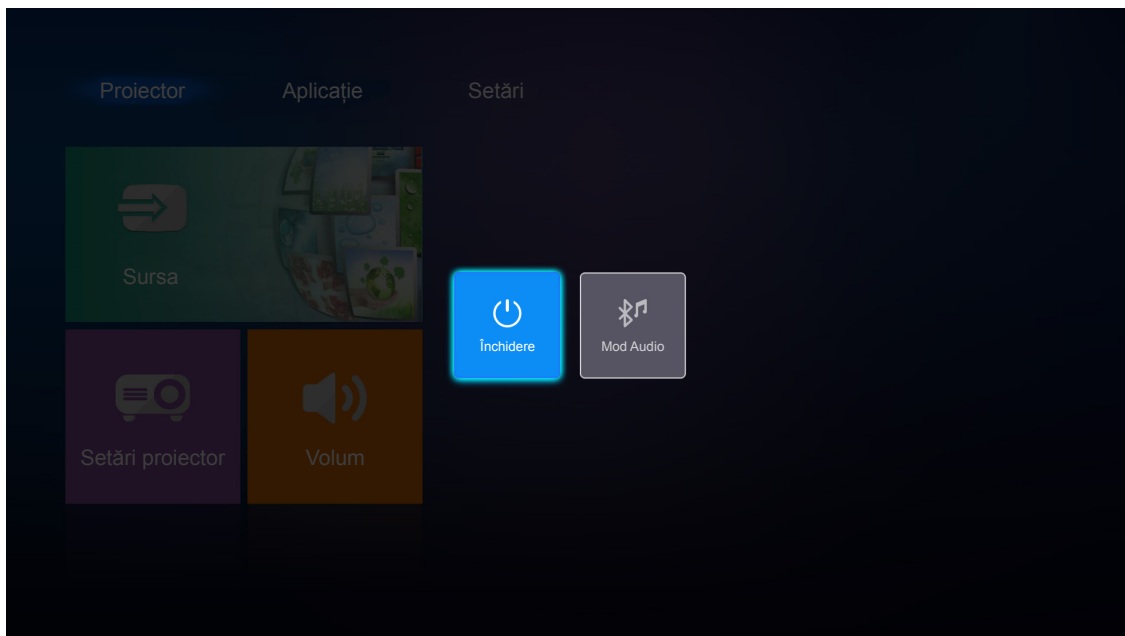 Proiector
Aplicație
Setări
Sursa
Închidere
Mod Audio
Setări proiector
Volum